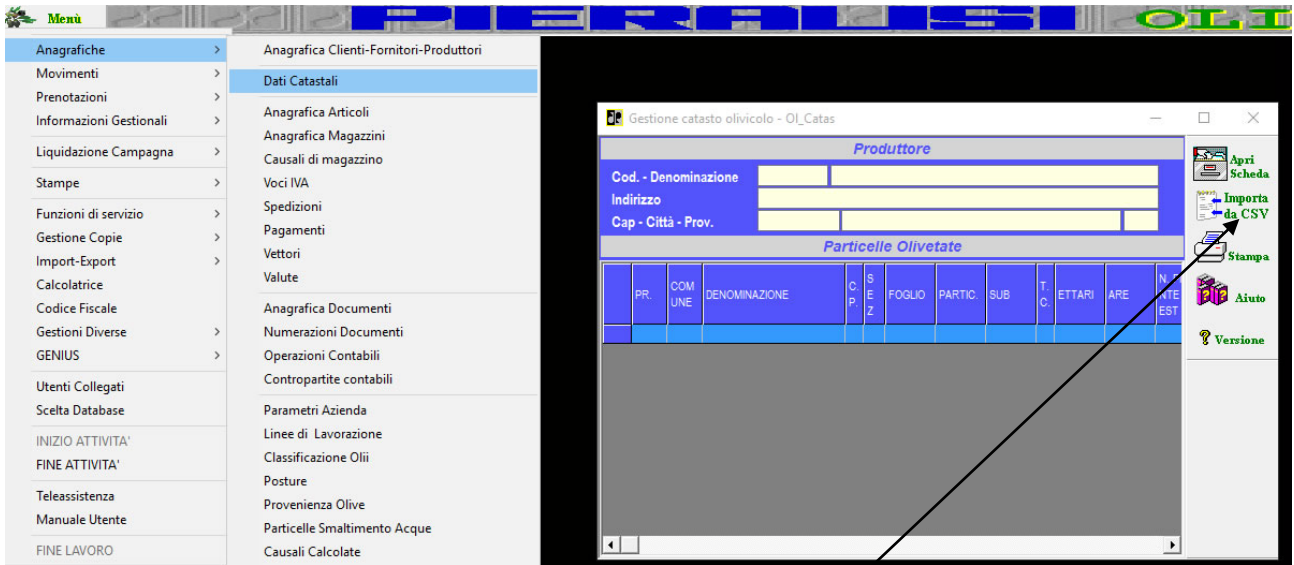 Menù
PIERALISI OLI
Anagrafiche
Movimenti
Prenotazioni
Informazioni Gestionali
Liquidazione Campagna
Stampe
Funzioni di servizio
Gestione Copie
Import-Export
Calcolatrice
Codice Fiscale
Gestioni Diverse
GENIUS
Utenti Collegati
Scelta Database
INIZIO ATTIVITA'
FINE ATTIVITA'
Teleassistenza
Manuale Utente
FINE LAVORO
Anagrafica Clienti-Fornitori-Produttori
Dati Catastali
Anagrafica Articoli
Anagrafica Magazzini
Causali di magazzino
Voci IVA
Spedizioni
Pagamenti
Vettori
Valute
Anagrafica Documenti
Numerazioni Documenti
Operazioni Contabili
Contropartite contabili
Parametri Azienda
Linee di Lavorazione
Classificazione Olii
Posture
Provenienza Olive
Particelle Smaltimento Acque
Causali Calcolate
Gestione catasto olivicolo - Ol_Catas
Produttore
Cod. - Denominazione
Indirizzo
Cap - Città - Prov.
Particelle Olivetate
PR. COM UNE DENOMINAZIONE C. P. S E Z FOGLIO PARTIC. SUB T. C. ETTARI ARE
Apri
Scheda
Importa
da CSV
Stampa
Aiuto
Versione